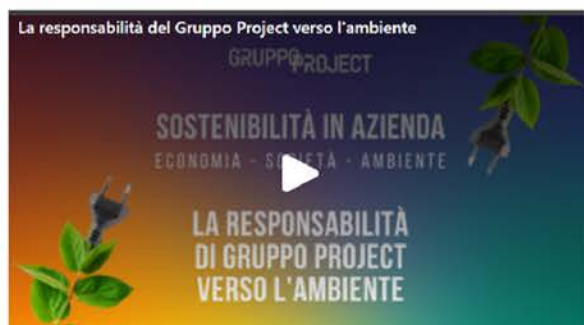 La responsabilità del Gruppo Project verso l'ambiente
GRUPPO PROJECT
SOSTENIBILITÀ IN AZIENDA
ECONOMIA - SOCIETÀ - AMBIENTE
LA RESPONSABILITÀ
DI GRUPPO PROJECT
VERSO L'AMBIENTE